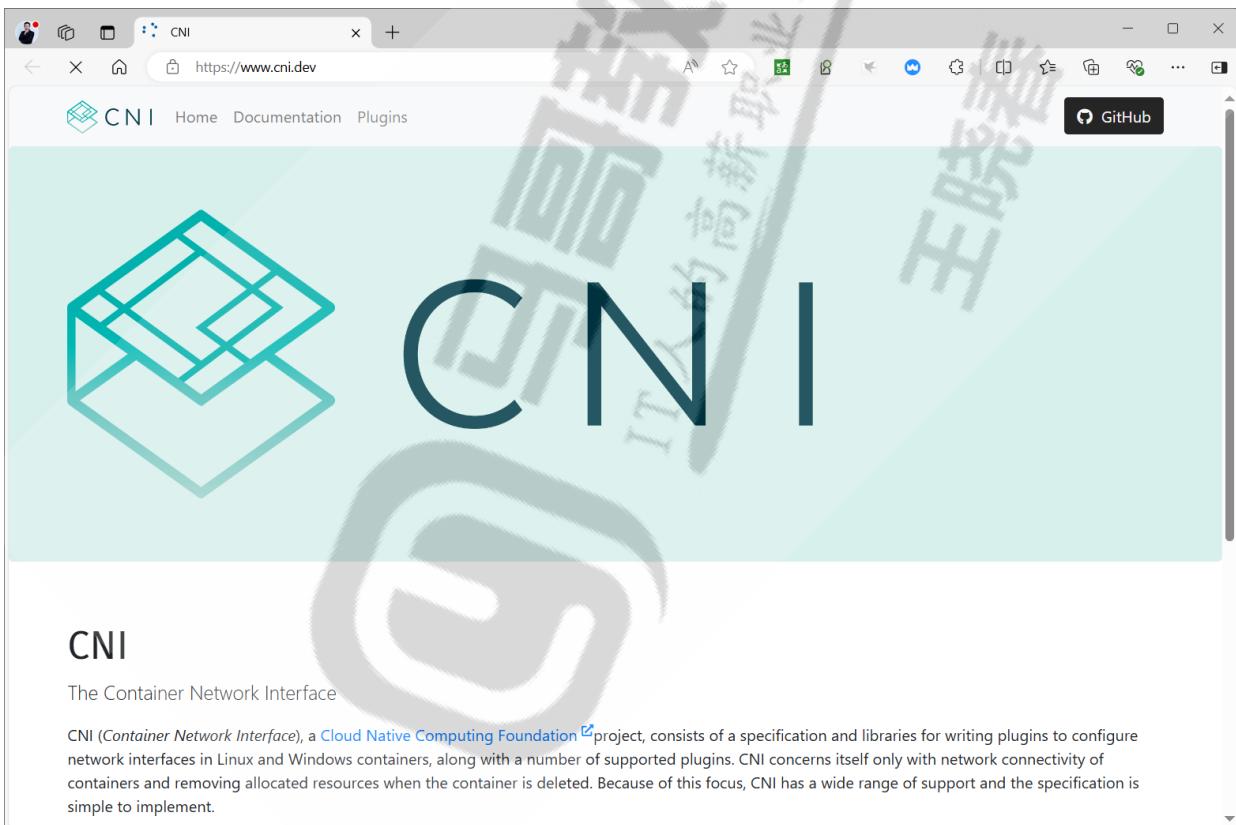 CNI
https://www.cni.dev
CNI Home Documentation Plugins
GitHub
CNI
CNI
The Container Network Interface
CNI (Container Network Interface), a Cloud Native Computing Foundation project, consists of a specification and libraries for writing plugins to configure
network interfaces in Linux and Windows containers, along with a number of supported plugins. CNI concerns itself only with network connectivity of
containers and removing allocated resources when the container is deleted. Because of this focus, CNI has a wide range of support and the specification is
simple to implement.
IT人的高薪职业
王晓春